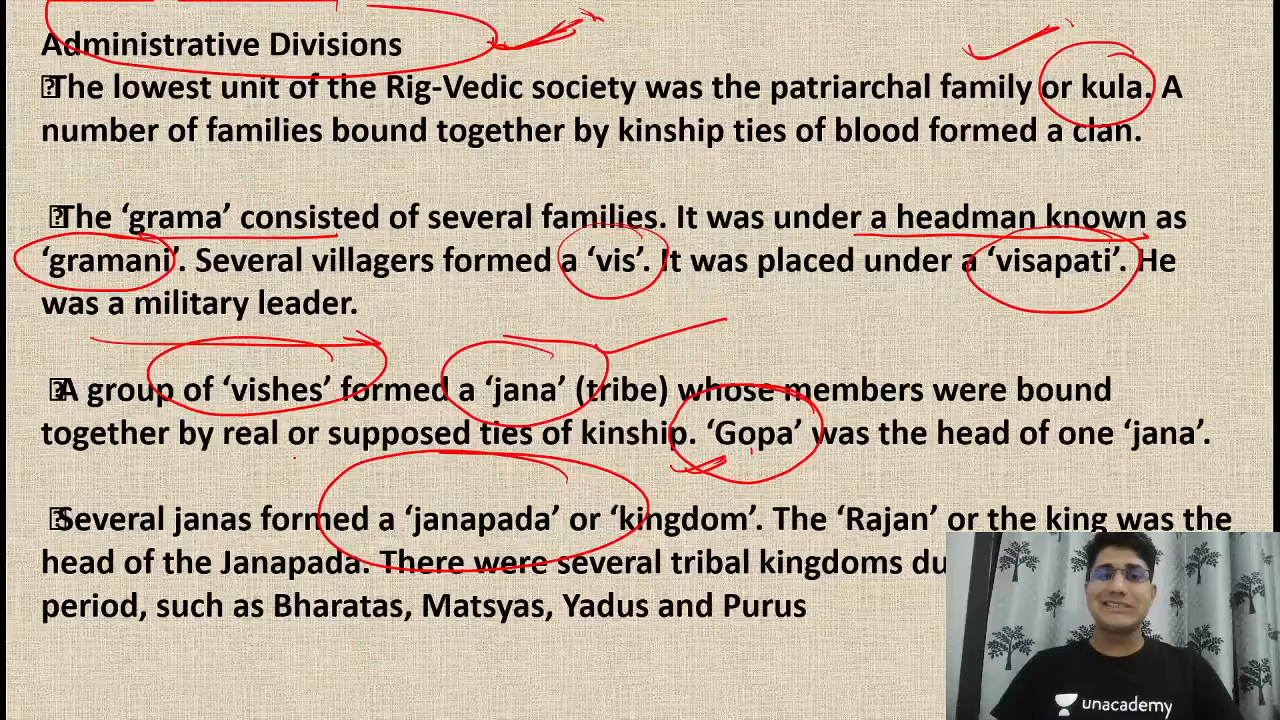 Administrative Divisions
The lowest unit of the Rig-Vedic society was the patriarchal family or kula. A
number of families bound together by kinship ties of blood formed a clan.
The ‘grama’ consisted of several families. It was under a headman known as
‘gramani’. Several villagers formed a ‘vis’. It was placed under a ‘visapati’. He
was a military leader.
A group of ‘vishes’ formed a ‘jana’ (tribe) whose members were bound
together by real or supposed ties of kinship. ‘Gopa’ was the head of one ‘jana’.
Several janas formed a ‘janapada’ or ‘kingdom’. The ‘Rajan’ or the king was the
head of the Janapada. There were several tribal kingdoms du
period, such as Bharatas, Matsyas, Yadus and Purus
unacademy